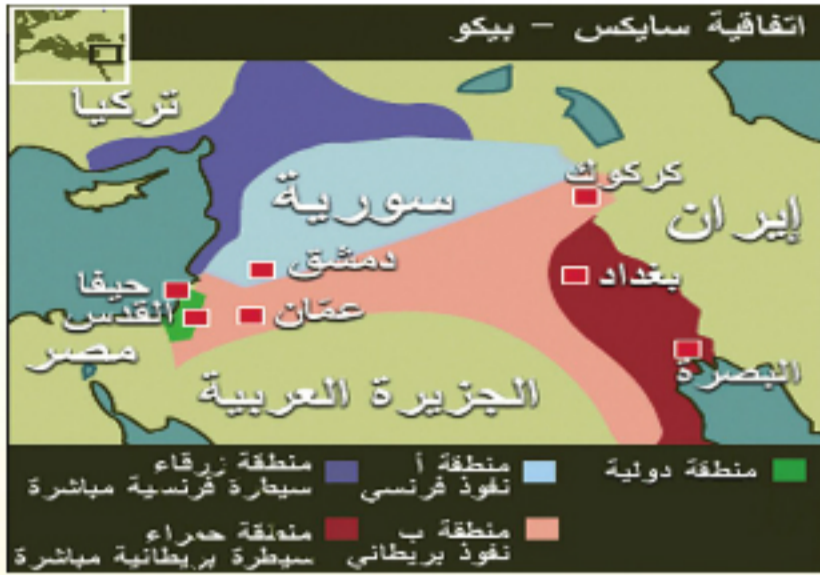 اتفاقية سايكس - بيكو
تركيا
كركوك
سورية
إيران
دمشق
بغداد
حيفا
القدس
عمّان
مصر
البصرة
الجزيرة العربية
منطقة دولية
منطقة أ
نفوذ فرنسي
منطقة زرقاء
سيطرة فرنسية مباشرة
منطقة ب
نفوذ بريطاني
منطقة حمراء
سيطرة بريطانية مباشرة